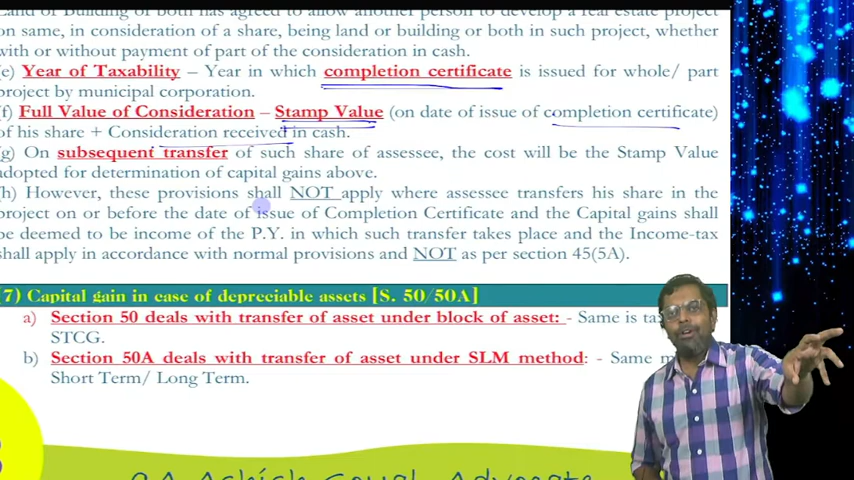 Land or Building or both has agreed to allow another person to develop a real estate project
on same, in consideration of a share, being land or building or both in such project, whether
with or without payment of part of the consideration in cash.
(e) Year of Taxability – Year in which completion certificate is issued for whole/ part
project by municipal corporation.
(f) Full Value of Consideration – Stamp Value (on date of issue of completion certificate)
of his share + Consideration received in cash.
(g) On subsequent transfer of such share of assessee, the cost will be the Stamp Value
adopted for determination of capital gains above.
(h) However, these provisions shall NOT apply where assessee transfers his share in the
project on or before the date of issue of Completion Certificate and the Capital gains shall
be deemed to be income of the P.Y. in which such transfer takes place and the Income-tax
shall apply in accordance with normal provisions and NOT as per section 45(5A).
(7) Capital gain in case of depreciable assets [S. 50/50A]
a) Section 50 deals with transfer of asset under block of asset: - Same is
STCG.
b) Section 50A deals with transfer of asset under SLM method: - Same
Short Term/ Long Term.
CA Ashish Goyal, Advocate